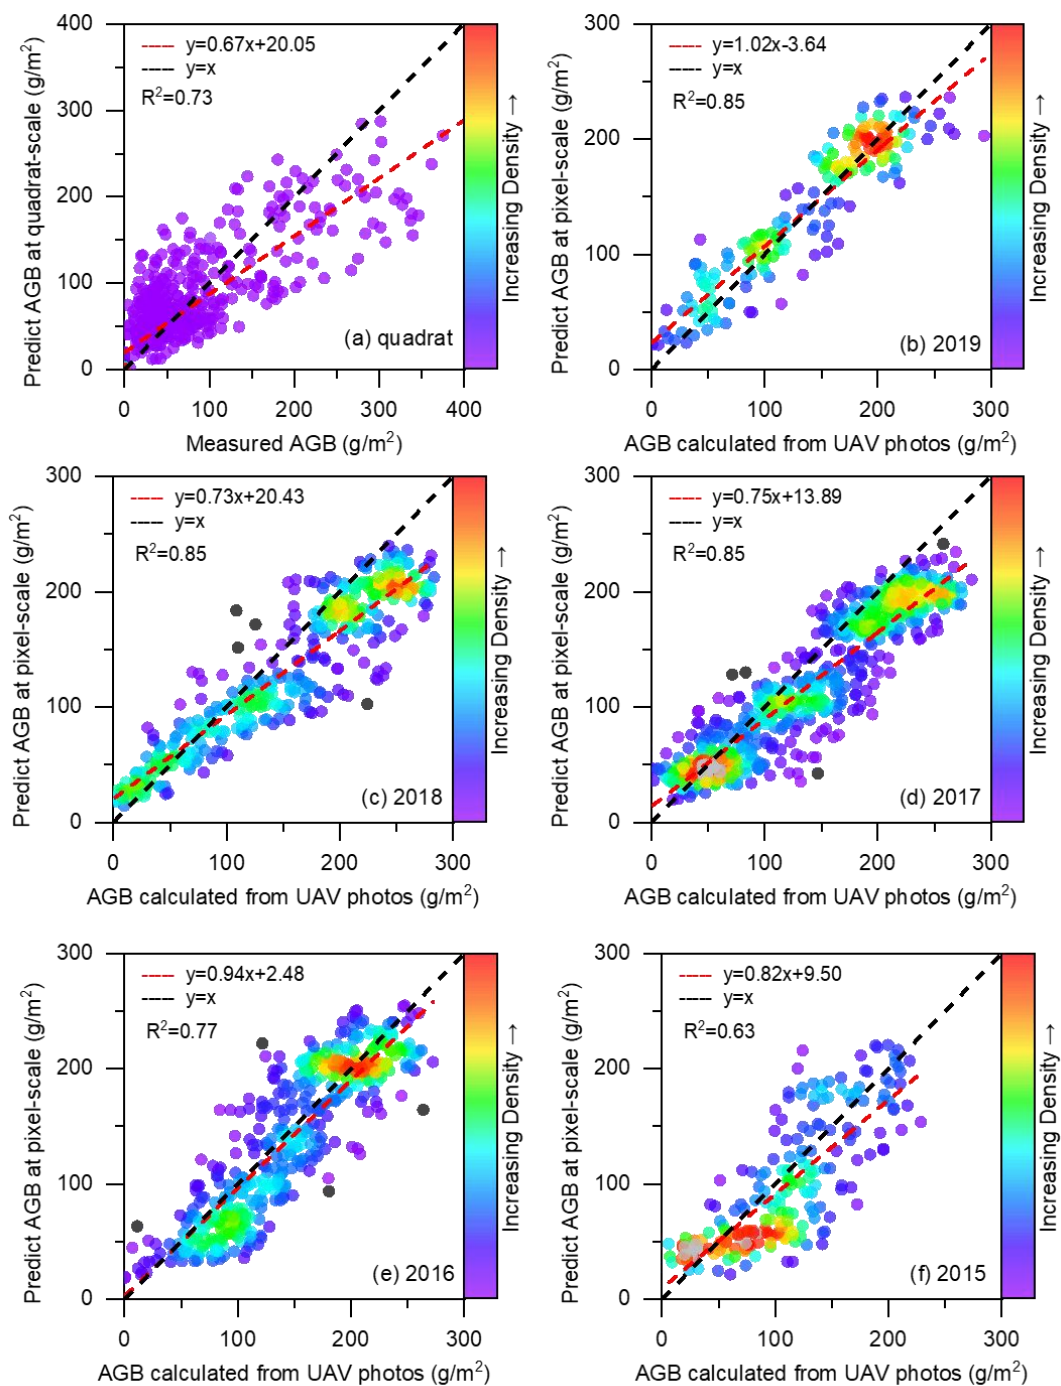 y=0.67x+20.05
y=x
R²=0.73
400
300
200
100
0
Predict AGB at quadrat-scale (g/m²)
(a) quadrat
0 100 200 300 400
Measured AGB (g/m²)
Increasing Density →
y=1.02x-3.64
y=x
R²=0.85
300
200
100
0
Predict AGB at pixel-scale (g/m²)
(b) 2019
0 100 200 300
AGB calculated from UAV photos (g/m²)
Increasing Density →
y=0.73x+20.43
y=x
R²=0.85
300
200
100
0
Predict AGB at pixel-scale (g/m²)
(c) 2018
0 100 200 300
AGB calculated from UAV photos (g/m²)
Increasing Density →
y=0.75x+13.89
y=x
R²=0.85
300
200
100
0
Predict AGB at pixel-scale (g/m²)
(d) 2017
0 100 200 300
AGB calculated from UAV photos (g/m²)
Increasing Density →
y=0.94x+2.48
y=x
R²=0.77
300
200
100
0
Predict AGB at pixel-scale (g/m²)
(e) 2016
0 100 200 300
AGB calculated from UAV photos (g/m²)
Increasing Density →
y=0.82x+9.50
y=x
R²=0.63
300
200
100
0
Predict AGB at pixel-scale (g/m²)
(f) 2015
0 100 200 300
AGB calculated from UAV photos (g/m²)
Increasing Density →